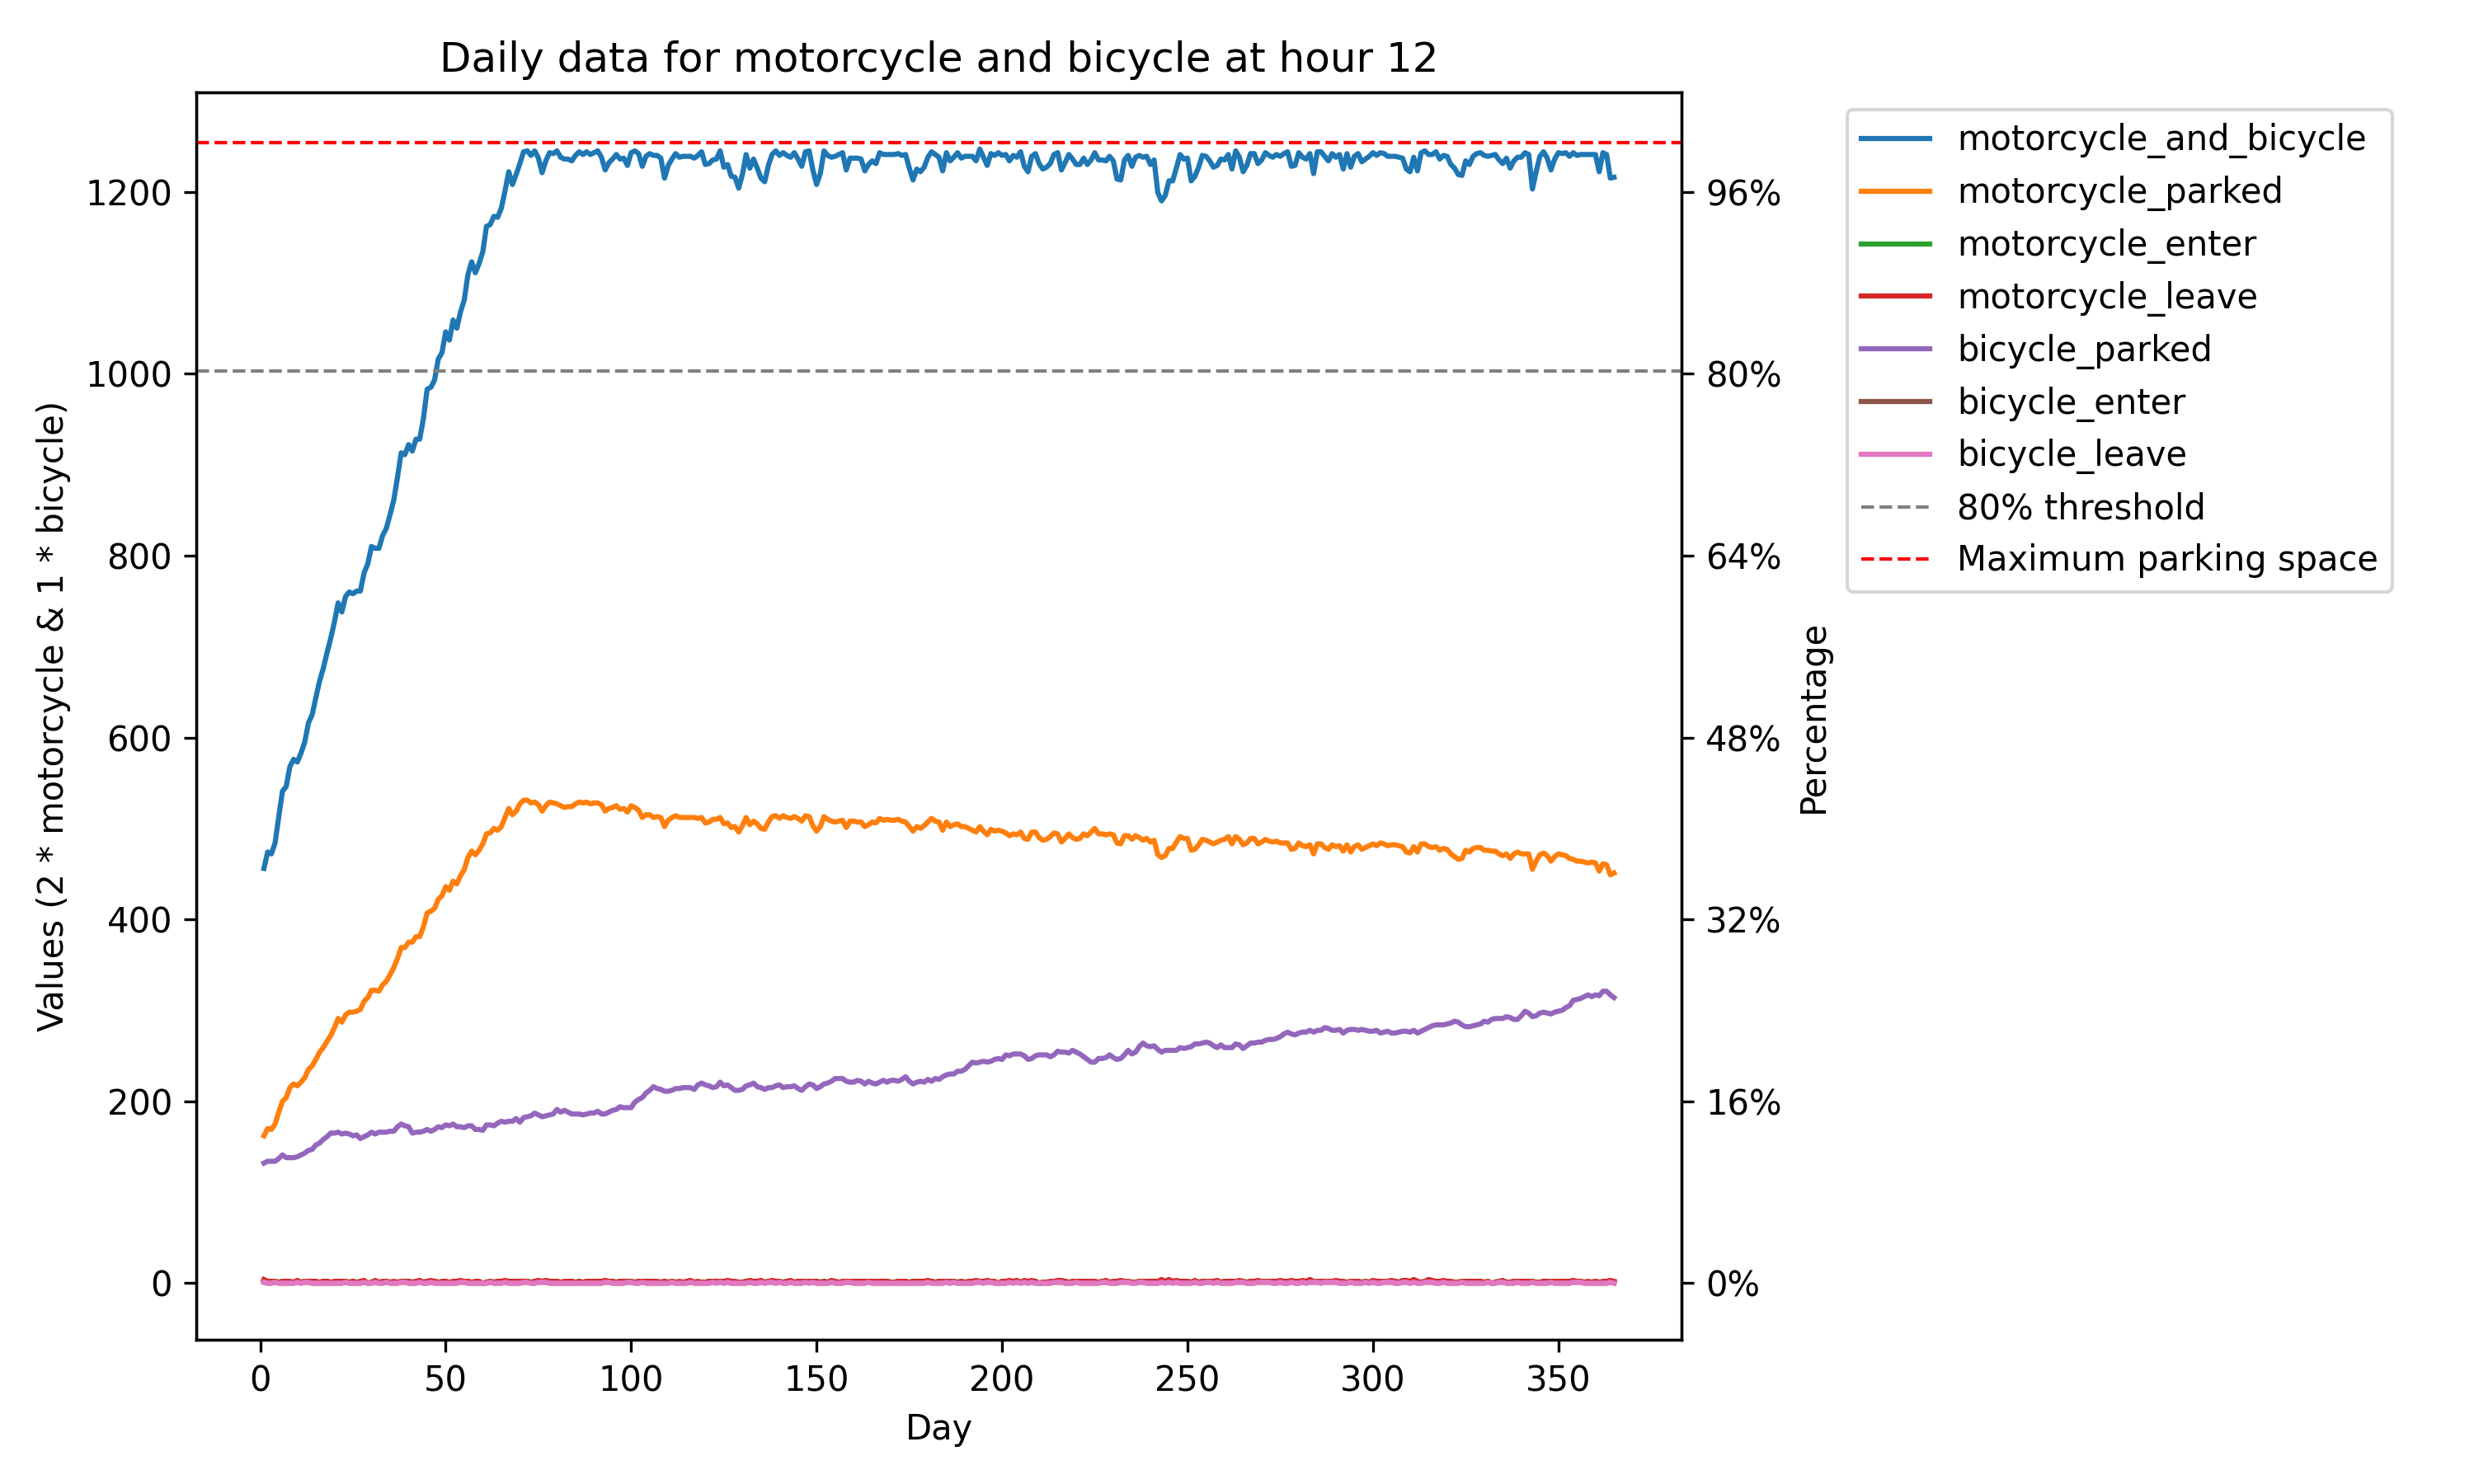 Daily data for motorcycle and bicycle at hour 12
Values (2 * motorcycle & 1 * bicycle)
1200
1000
800
600
400
200
0
0 50 100 150 200 250 300 350
Day
96%
80%
64%
48%
32%
16%
0%
Percentage
motorcycle_and_bicycle
motorcycle_parked
motorcycle_enter
motorcycle_leave
bicycle_parked
bicycle_enter
bicycle_leave
80% threshold
Maximum parking space